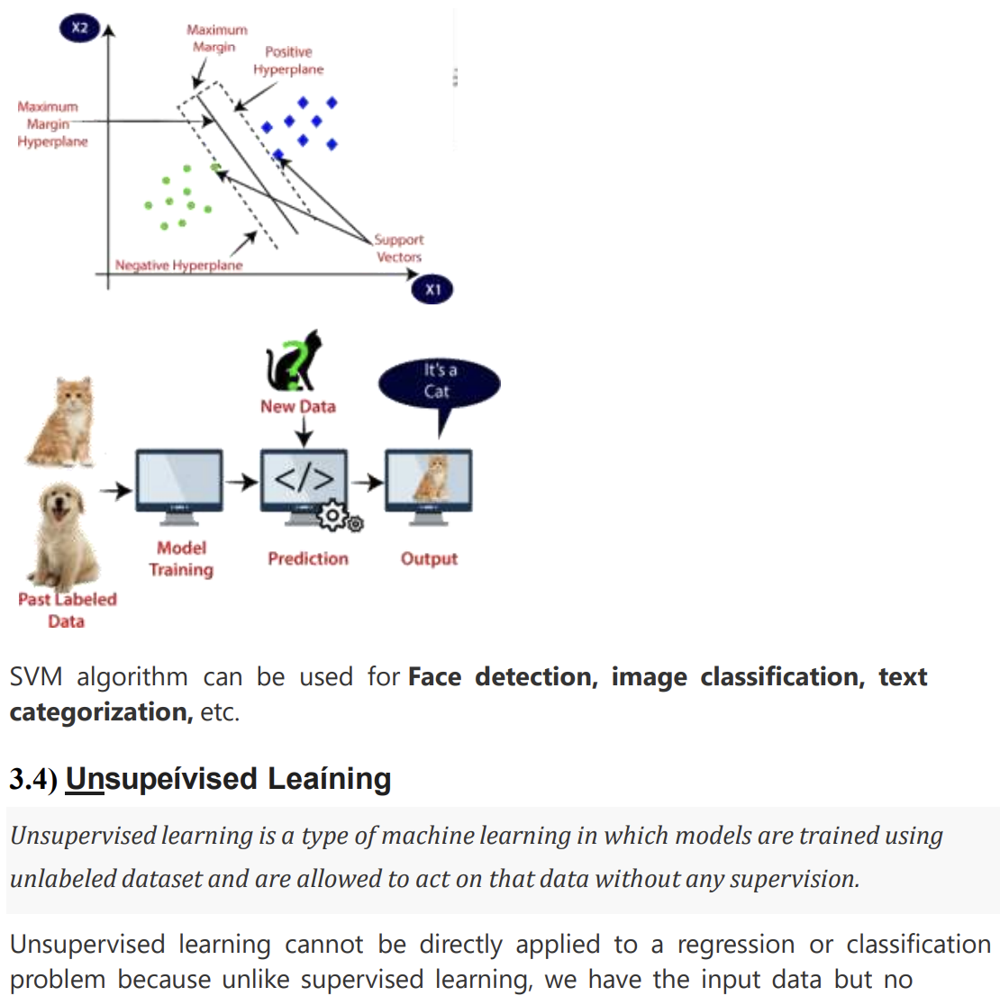 X2
Maximum
Margin
Positive
Hyperplane
Maximum
Margin
Hyperplane
Support
Vectors
Negative Hyperplane
X1
It's a
Cat
New Data
</>
Model
Training
Prediction
Output
Past Labeled
Data
SVM algorithm can be used for Face detection, image classification, text
categorization, etc.
3.4) Unsupeívised Leaíning
Unsupervised learning is a type of machine learning in which models are trained using
unlabeled dataset and are allowed to act on that data without any supervision.
Unsupervised learning cannot be directly applied to a regression or classification
problem because unlike supervised learning, we have the input data but no